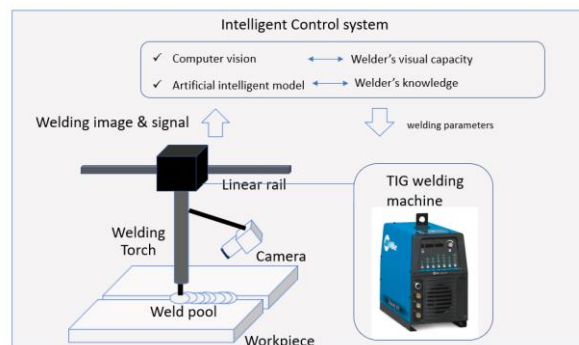 Intelligent Control system
✓ Computer vision
Welder's visual capacity
✓ Artificial intelligent model
Welder's knowledge
Welding image & signal
welding parameters
Linear rail
TIG welding
machine
Welding
Torch
Camera
Weld pool
Workpiece